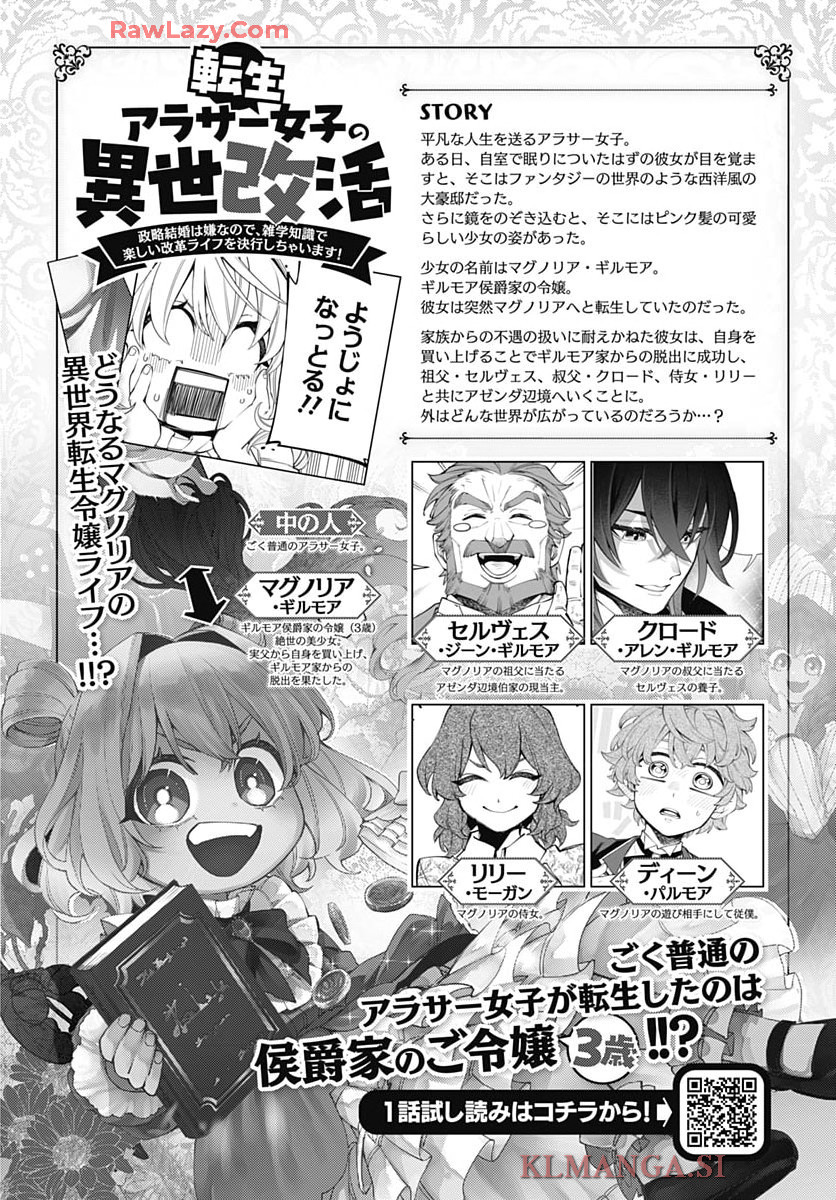 RawLazy.Com
転生
アラサー女子の
異世改活
政略結婚は嫌なので、雑学知識で
楽しい改革ライフを決行しちゃいます!
STORY
平凡な人生を送るアラサー女子。
ある日、自室で眠りについたはずの彼女が目を覚ま
すと、そこはファンタジーの世界のような西洋風の
大豪邸だった。
さらに鏡をのぞき込むと、そこにはピンク髪の可愛
らしい少女の姿があった。
少女の名前はマグノリア・ギルモア。
ギルモア侯爵家の令嬢。
彼女は突然マグノリアへと転生していたのだった。
家族からの不遇の扱いに耐えかねた彼女は、自身を
買い上げることでギルモア家からの脱出に成功し、
祖父・セルヴェス、叔父・クロード、侍女・リリー
と共にアゼンダ辺境へいくことに。
外はどんな世界が広がっているのだろうか…?
ようじょに
なっとる!!
どうなるマグノリアの
異世界転生令嬢ライフ…!!?
中の人
ごく普通のアラサー女子。
マグノリア
・ギルモア
ギルモア侯爵家の令嬢(3歳)
絶世の美少女。
実父から自身を買い上げ、
ギルモア家からの
脱出を果たした。
セルヴェス
・ジーン・ギルモア
マグノリアの祖父に当たる
アゼンダ辺境伯家の現当主。
クロード
・アレン・ギルモア
マグノリアの叔父に当たる
セルヴェスの養子。
リリー
・モーガン
マグノリアの侍女。
ディーン
・パルモア
マグノリアの遊び相手にして従僕。
ごく普通の
アラサー女子が転生したのは
侯爵家のご令嬢3歳!!?
1話試し読みはコチラから!
KLMANGA.SI